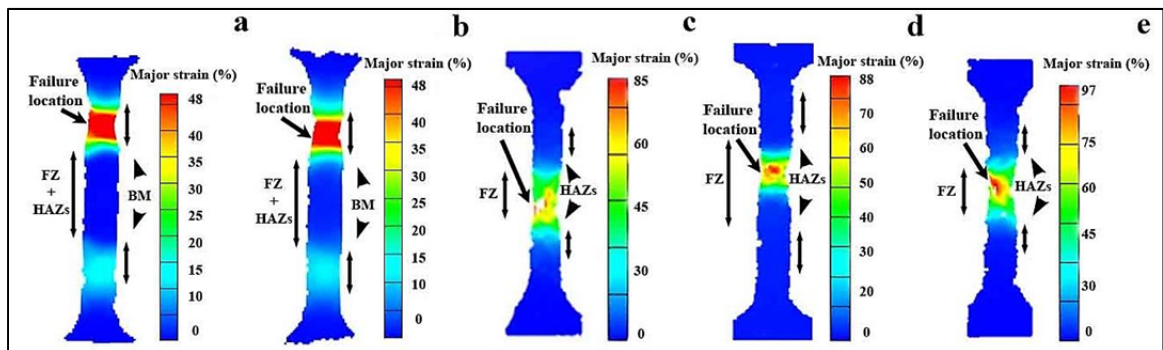 a
Major strain (%)
Failure
location
FZ
+
HAZs
BM
48
40
35
30
25
20
15
10
0
b
Major strain (%)
Failure
location
FZ
+
HAZs
BM
48
40
35
30
25
20
15
10
0
c
Major strain (%)
Failure
location
FZ
HAZs
85
60
45
30
0
d
Major strain (%)
Failure
location
FZ
HAZs
88
70
60
50
40
30
20
0
e
Major strain (%)
Failure
location
FZ
HAZs
97
75
60
45
30
0